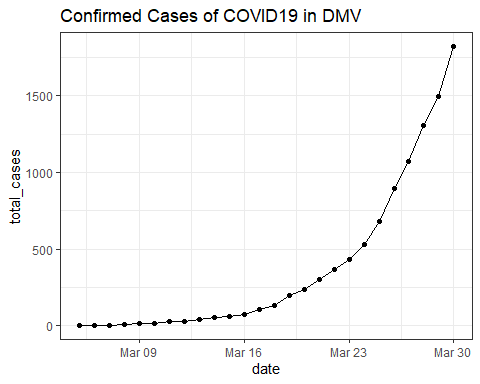 Confirmed Cases of COVID19 in DMV
total_cases
1500
1000
500
0
Mar 09 Mar 16 Mar 23 Mar 30
date